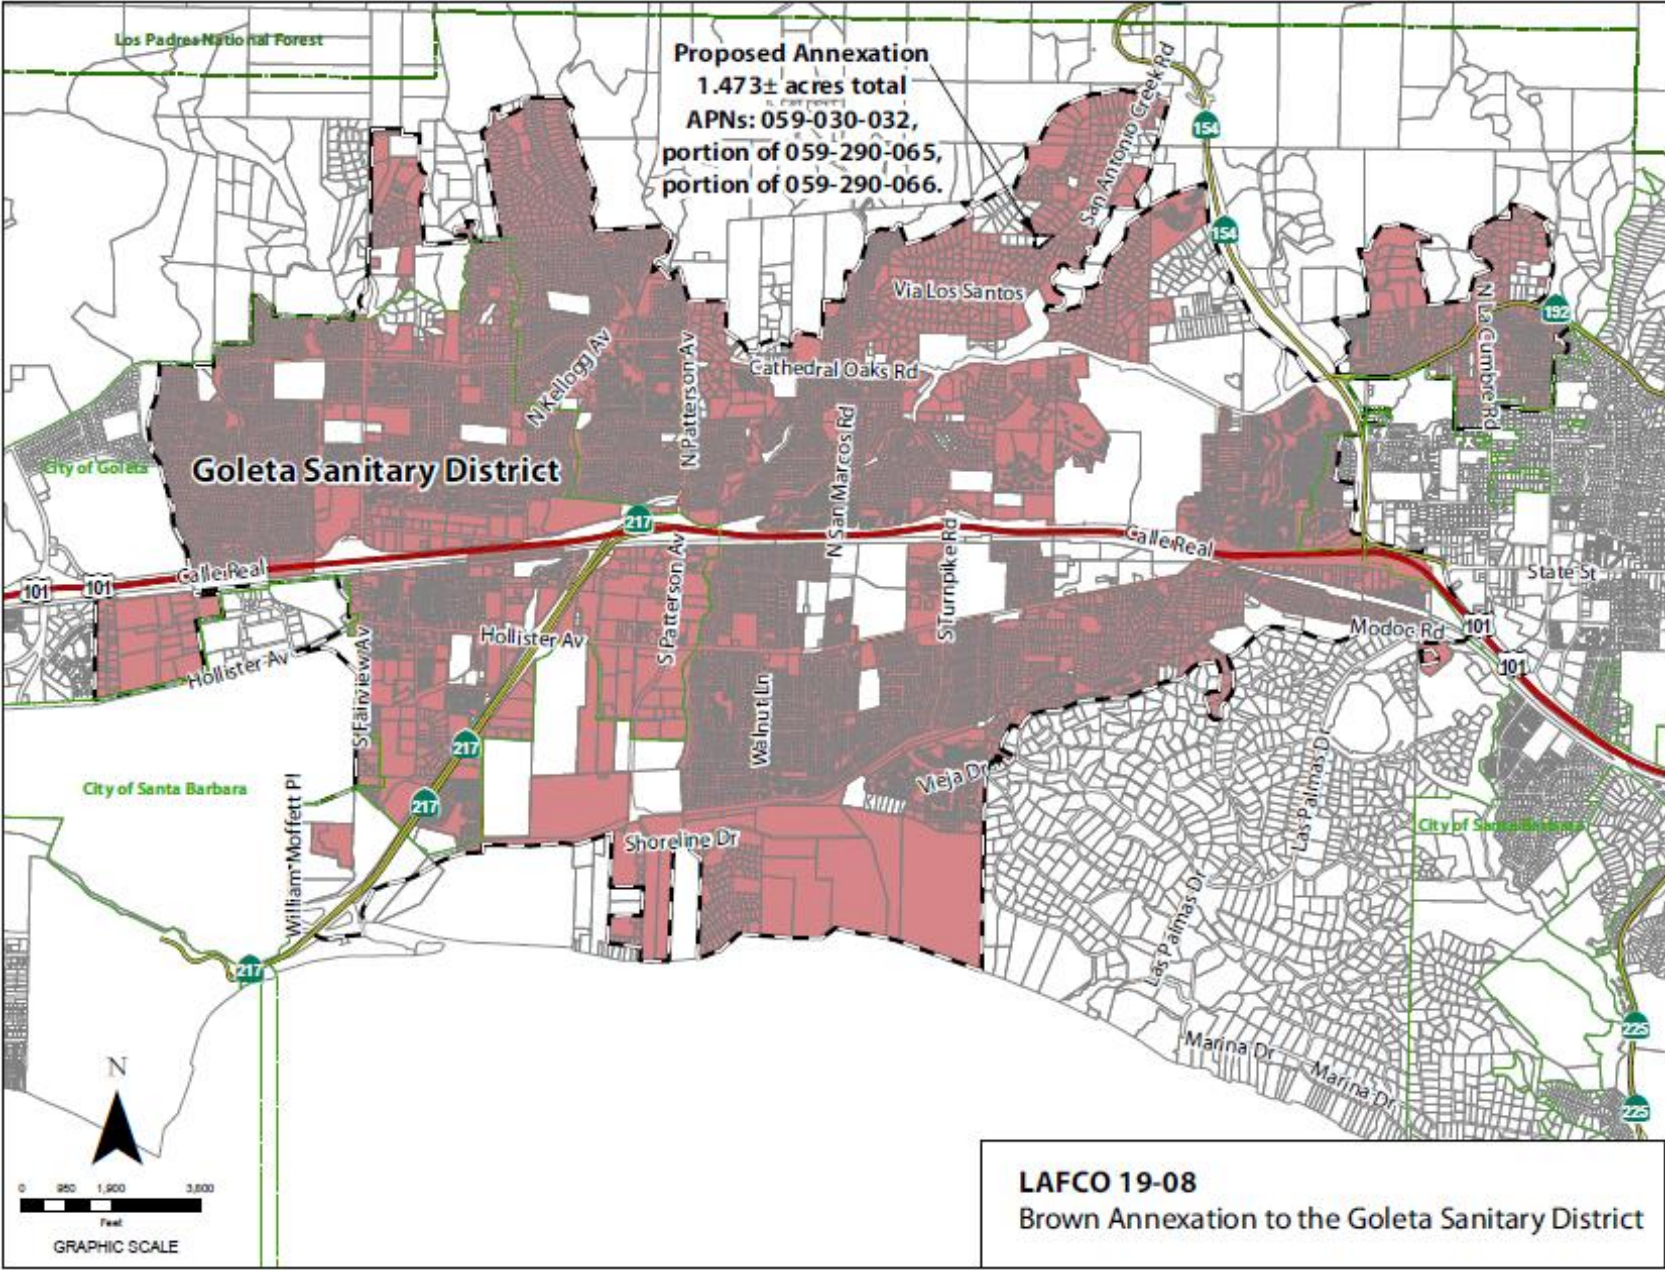 Los Padres National Forest
Proposed Annexation
1.473± acres total
APNs: 059-030-032,
portion of 059-290-065,
portion of 059-290-066.
San Antonio Creek Rd
154
154
Via Los Santos
192
N La Cumbre Rd
N Kellogg Av
N Patterson Av
Cathedral Oaks Rd
N San Marcos Rd
City of Goleta
Goleta Sanitary District
217
S Turnpike Rd
Calle Real
Calle Real
101
101
State St
S Patterson Av
Hollister Av
Hollister Av
Modoc Rd
101
101
S Fairview Av
Walnut Ln
217
Vieja Dr
Las Palmas Dr
City of Santa Barbara
William Moffett Pl
217
Shoreline Dr
City of Santa Barbara
Las Palmas Dr
217
225
Marina Dr
Marina Dr
225
N
0 950 1,900 3,800
Feet
GRAPHIC SCALE
LAFCO 19-08
Brown Annexation to the Goleta Sanitary District